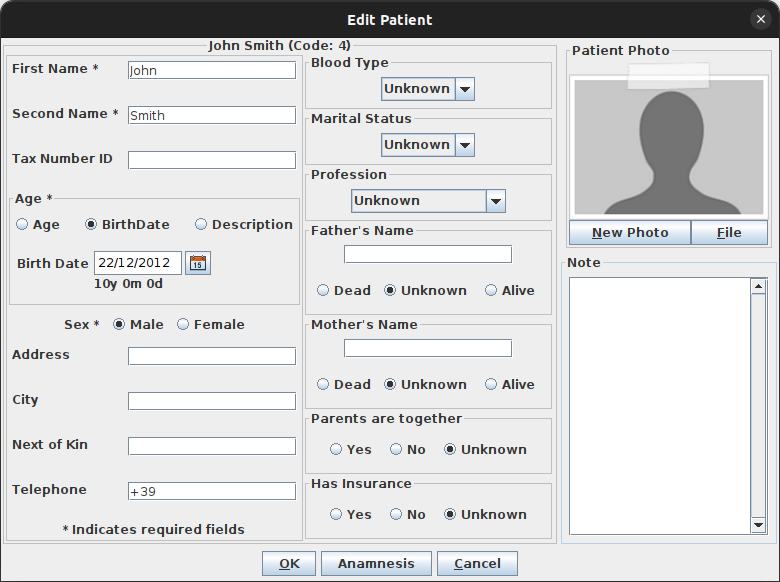 Edit Patient
John Smith (Code: 4)
First Name *
John
Second Name *
Smith
Tax Number ID
Age *
Age
BirthDate
Description
Birth Date
22/12/2012
15
10y 0m 0d
Sex *
Male
Female
Address
City
Next of Kin
Telephone
+39
* Indicates required fields
Blood Type
Unknown
Marital Status
Unknown
Profession
Unknown
Father's Name
Dead
Unknown
Alive
Mother's Name
Dead
Unknown
Alive
Parents are together
Yes
No
Unknown
Has Insurance
Yes
No
Unknown
Patient Photo
New Photo
File
Note
OK
Anamnesis
Cancel